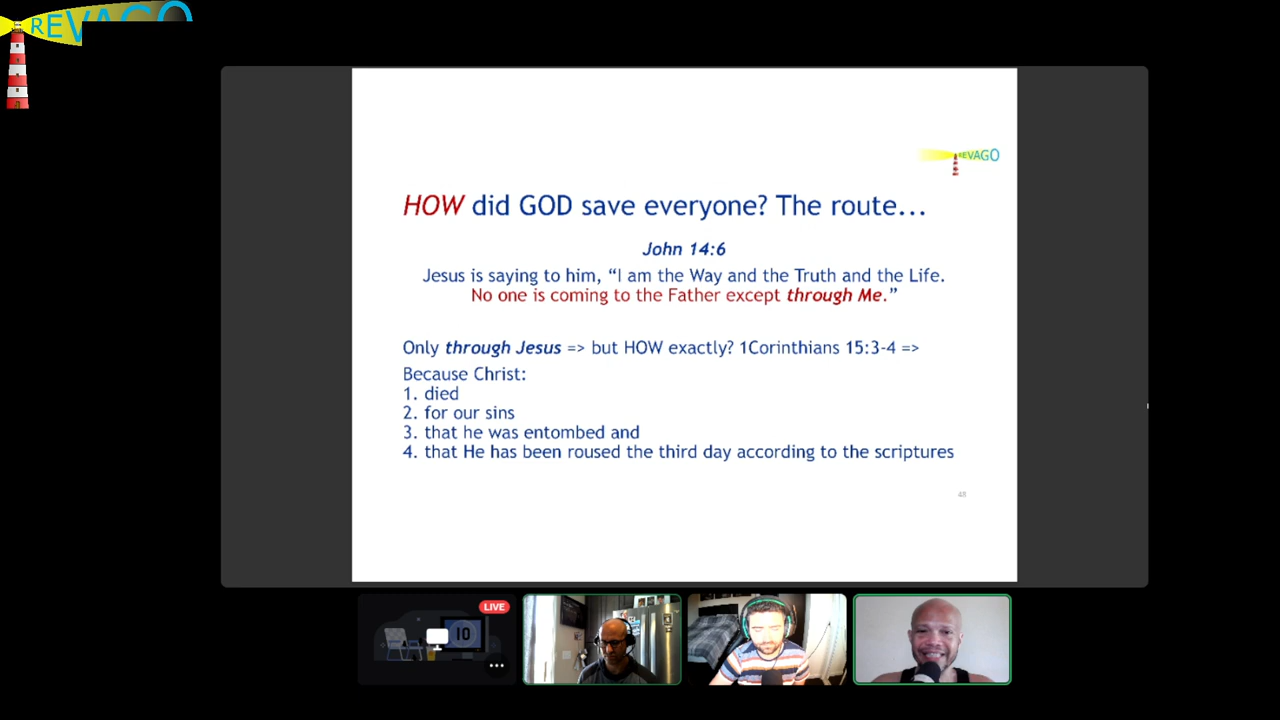 REVAGO
REVAGO
HOW did GOD save everyone? The route...
John 14:6
Jesus is saying to him, “I am the Way and the Truth and the Life.
No one is coming to the Father except through Me.”
Only through Jesus => but HOW exactly? 1Corinthians 15:3-4 =>
Because Christ:
1. died
2. for our sins
3. that he was entombed and
4. that He has been roused the third day according to the scriptures
48
LIVE
10